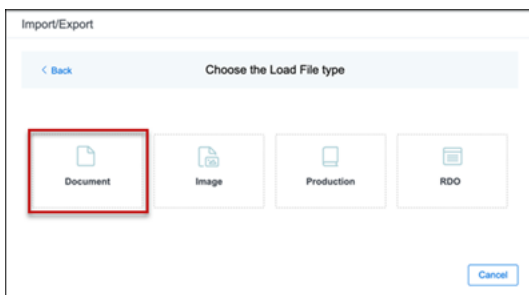 Import/Export
< Back
Choose the Load File type
Document
Image
Production
RDO
Cancel